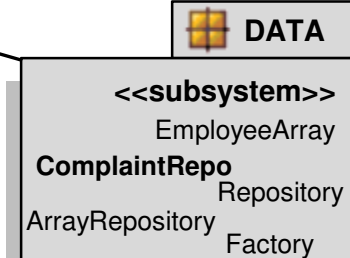 DATA
<<subsystem>>
EmployeeArray
ComplaintRepo
Repository
ArrayRepository
Factory